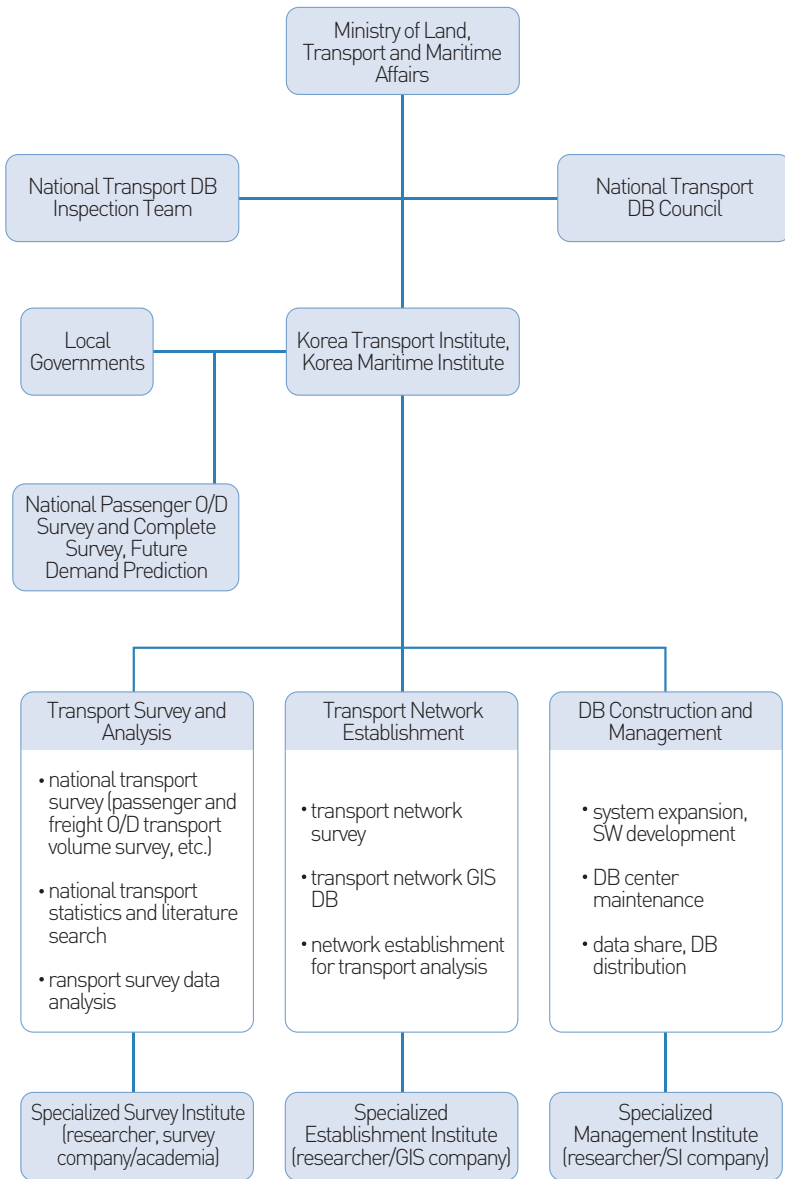 Ministry of Land,
Transport and Maritime
Affairs
National Transport DB
Inspection Team
National Transport
DB Council
Local
Governments
Korea Transport Institute,
Korea Maritime Institute
National Passenger O/D
Survey and Complete
Survey, Future
Demand Prediction
Transport Survey and
Analysis
• national transport
survey (passenger and
freight O/D transport
volume survey, etc.)
• national transport
statistics and literature
search
• ransport survey data
analysis
Transport Network
Establishment
• transport network
survey
• transport network GIS
DB
• network establishment
for transport analysis
DB Construction and
Management
• system expansion,
SW development
• DB center
maintenance
• data share, DB
distribution
Specialized Survey Institute
(researcher, survey
company/academia)
Specialized
Establishment Institute
(researcher/GIS company)
Specialized
Management Institute
(researcher/SI company)